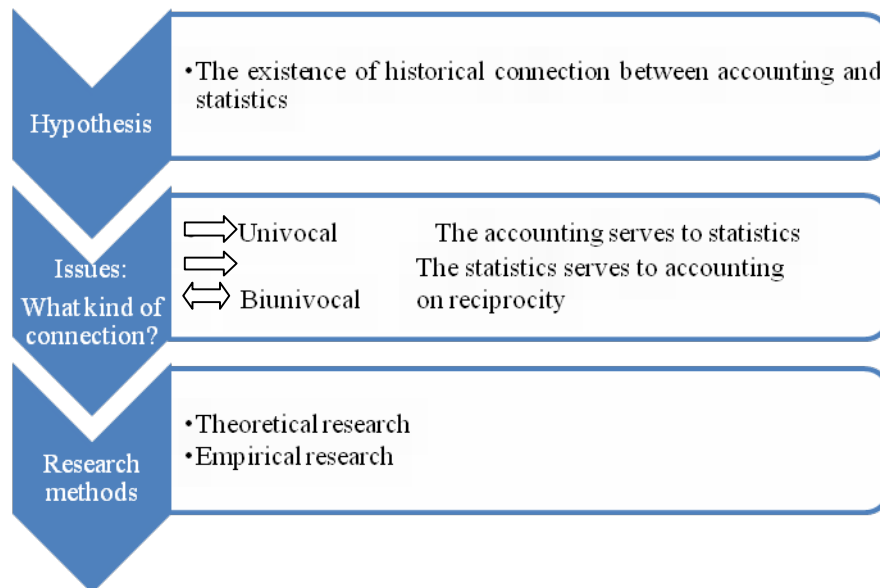 Hypothesis
•The existence of historical connection between accounting and
statistics
Issues:
What kind of
connection?
Univocal The accounting serves to statistics
The statistics serves to accounting
Biunivocal on reciprocity
Research
methods
•Theoretical research
•Empirical research